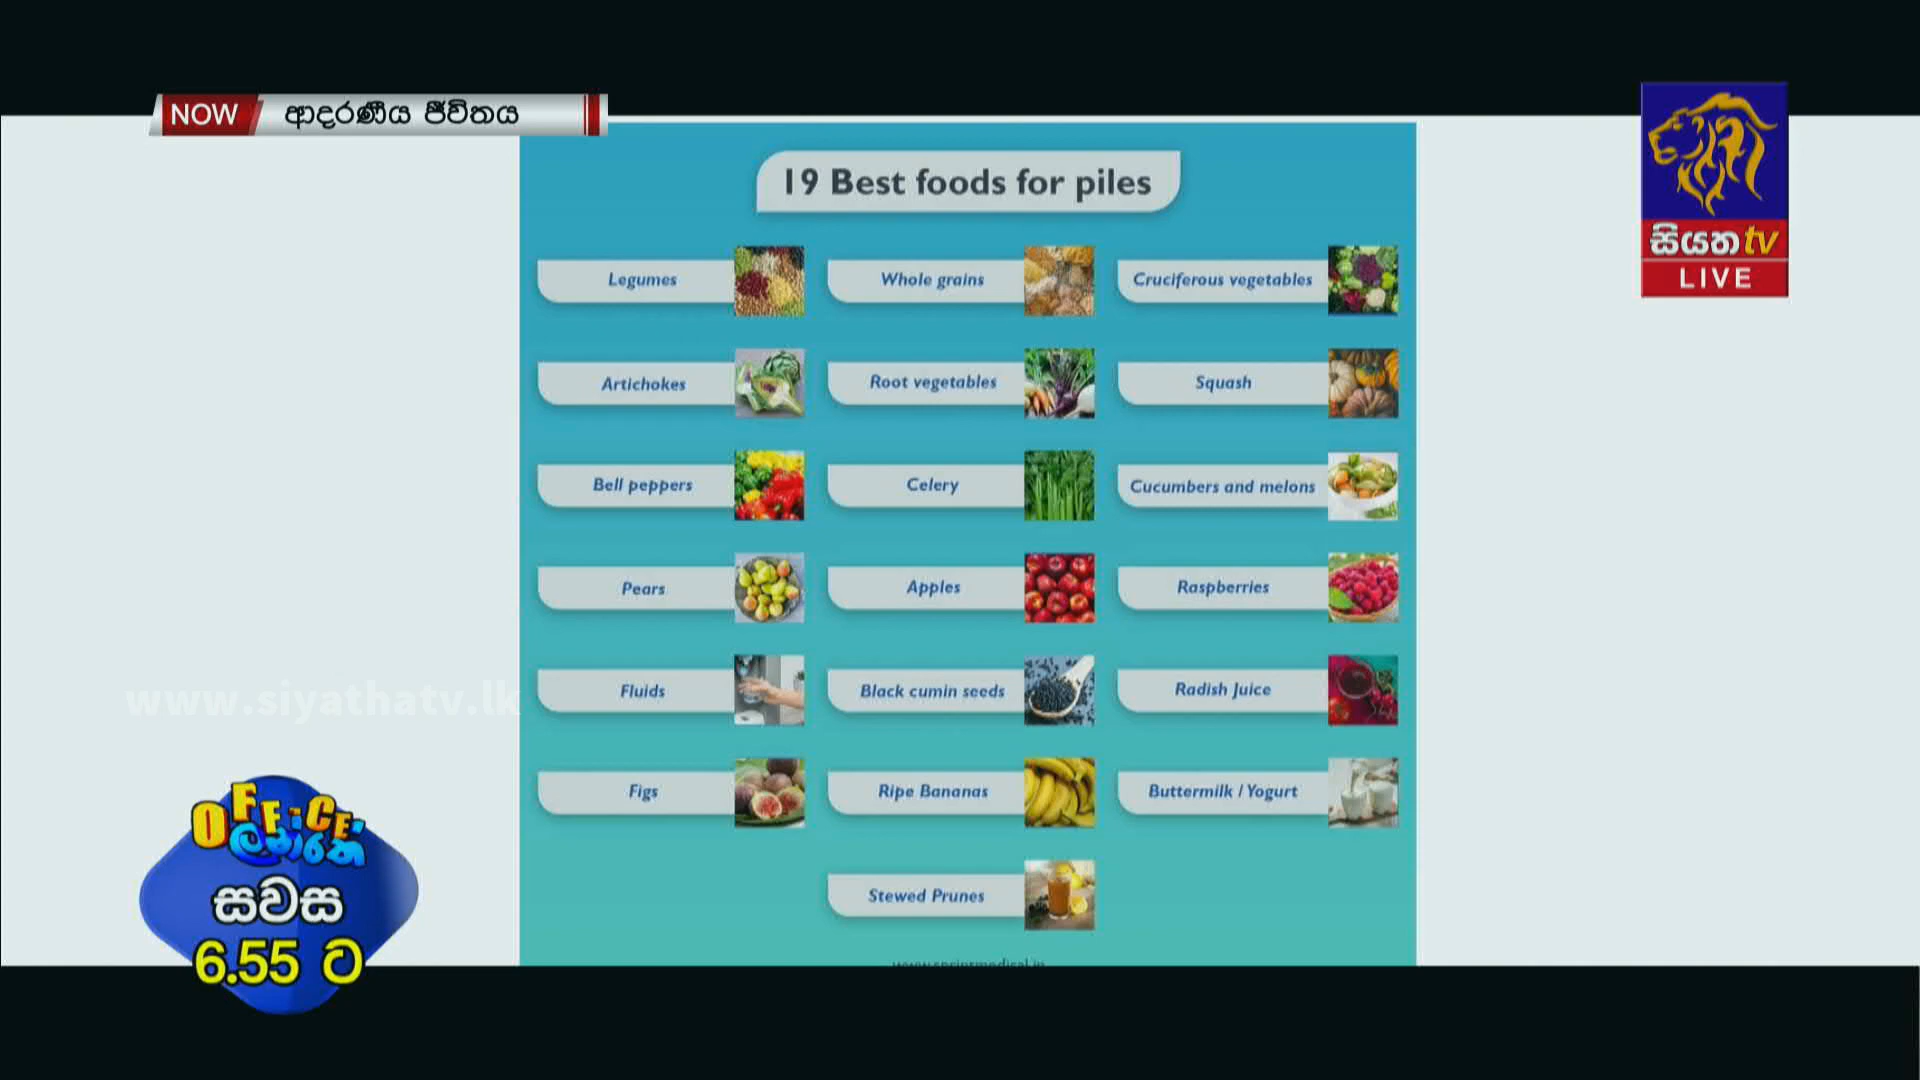 NOW ආදරණීය ජීවිතය
සියත tv
LIVE
19 Best foods for piles
Legumes
Whole grains
Cruciferous vegetables
Artichokes
Root vegetables
Squash
Bell peppers
Celery
Cucumbers and melons
Pears
Apples
Raspberries
Fluids
Black cumin seeds
Radish Juice
Figs
Ripe Bananas
Buttermilk / Yogurt
Stewed Prunes
www.siyathatv.lk
OFFICE
සවස
6.55 ට